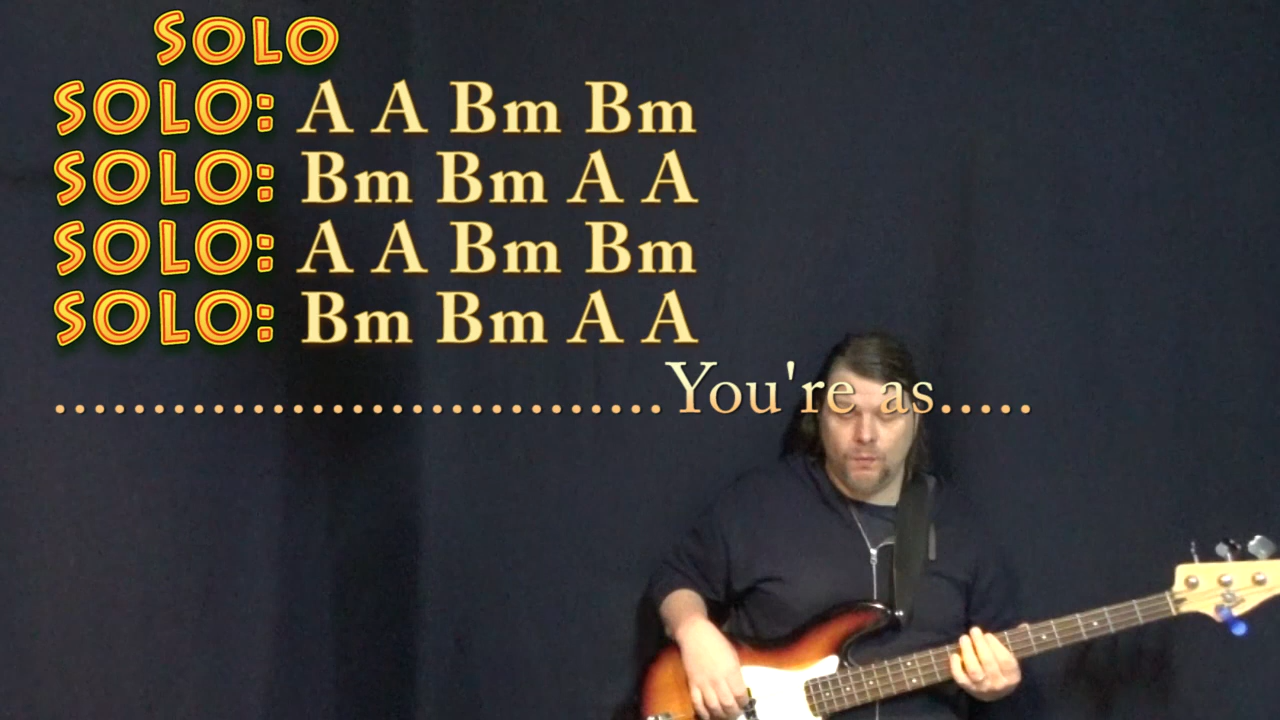 SOLO
SOLO: A A Bm Bm
SOLO: Bm Bm A A
SOLO: A A Bm Bm
SOLO: Bm Bm A A
...............................You're as.....